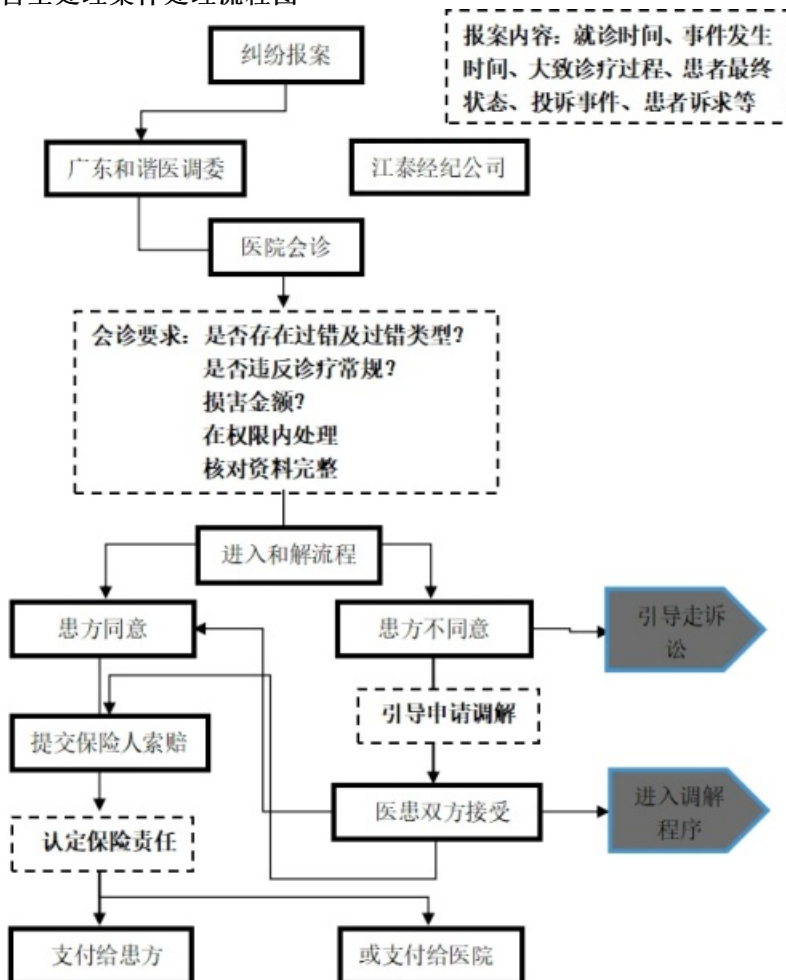 纠纷报案
报案内容：就诊时间、事件发生
时间、大致诊疗过程、患者最终
状态、投诉事件、患者诉求等
广东和谐医调委
江泰经纪公司
医院会诊
会诊要求：是否存在过错及过错类型？
是否违反诊疗常规？
损害金额？
在权限内处理
核对资料完整
进入和解流程
患方同意
患方不同意
引导走诉
讼
引导申请调解
提交保险人索赔
医患双方接受
进入调解
程序
认定保险责任
支付给患方
或支付给医院